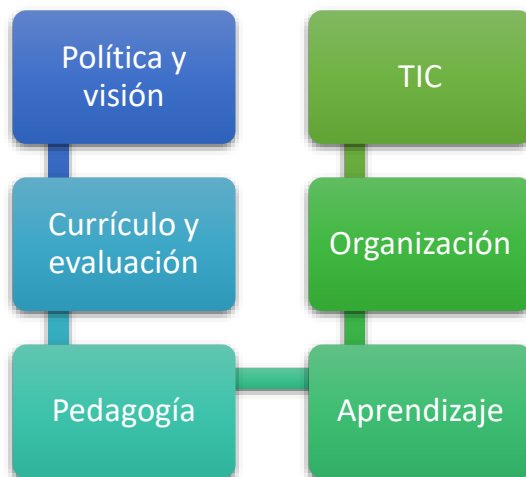 Política y
visión
Currículo y
evaluación
Pedagogía
Aprendizaje
Organización
TIC